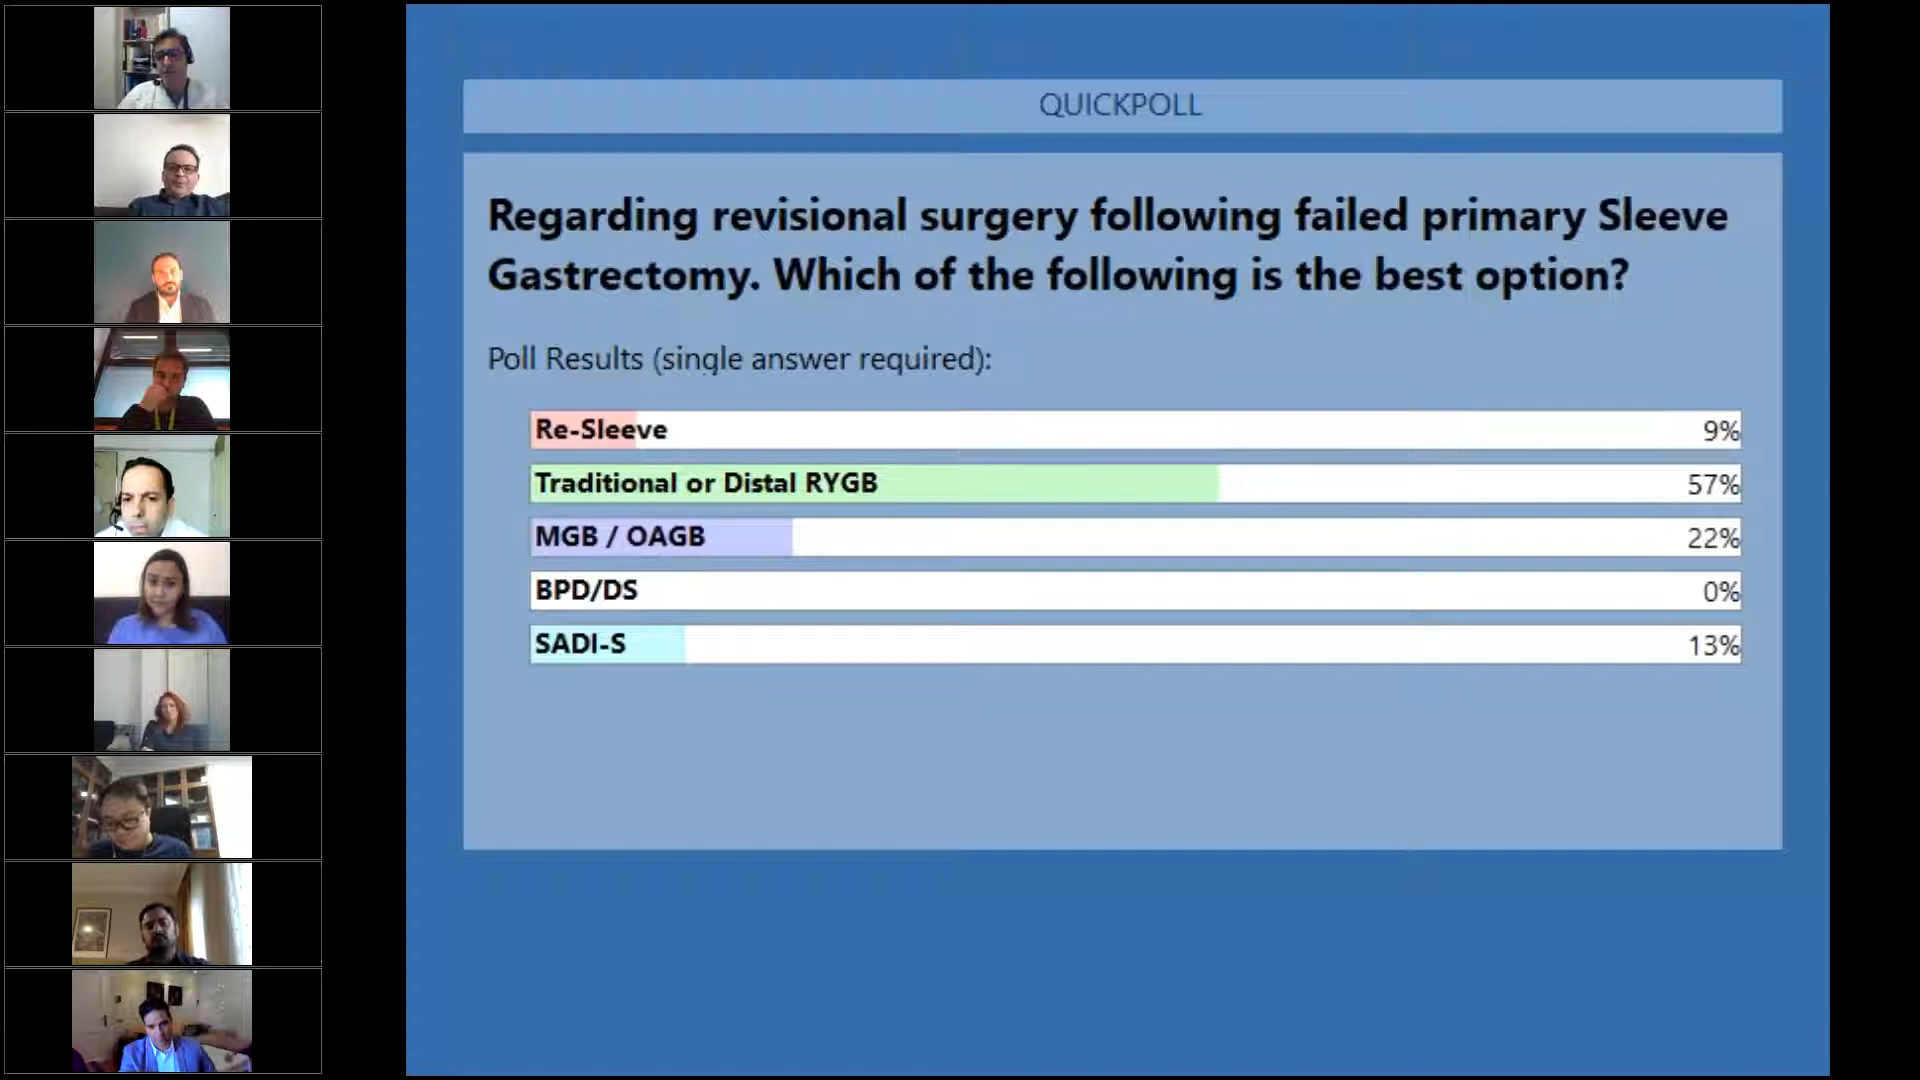 QUICKPOLL
Regarding revisional surgery following failed primary Sleeve
Gastrectomy. Which of the following is the best option?
Poll Results (single answer required):
Re-Sleeve 9%
Traditional or Distal RYGB 57%
MGB / OAGB 22%
BPD/DS 0%
SADI-S 13%